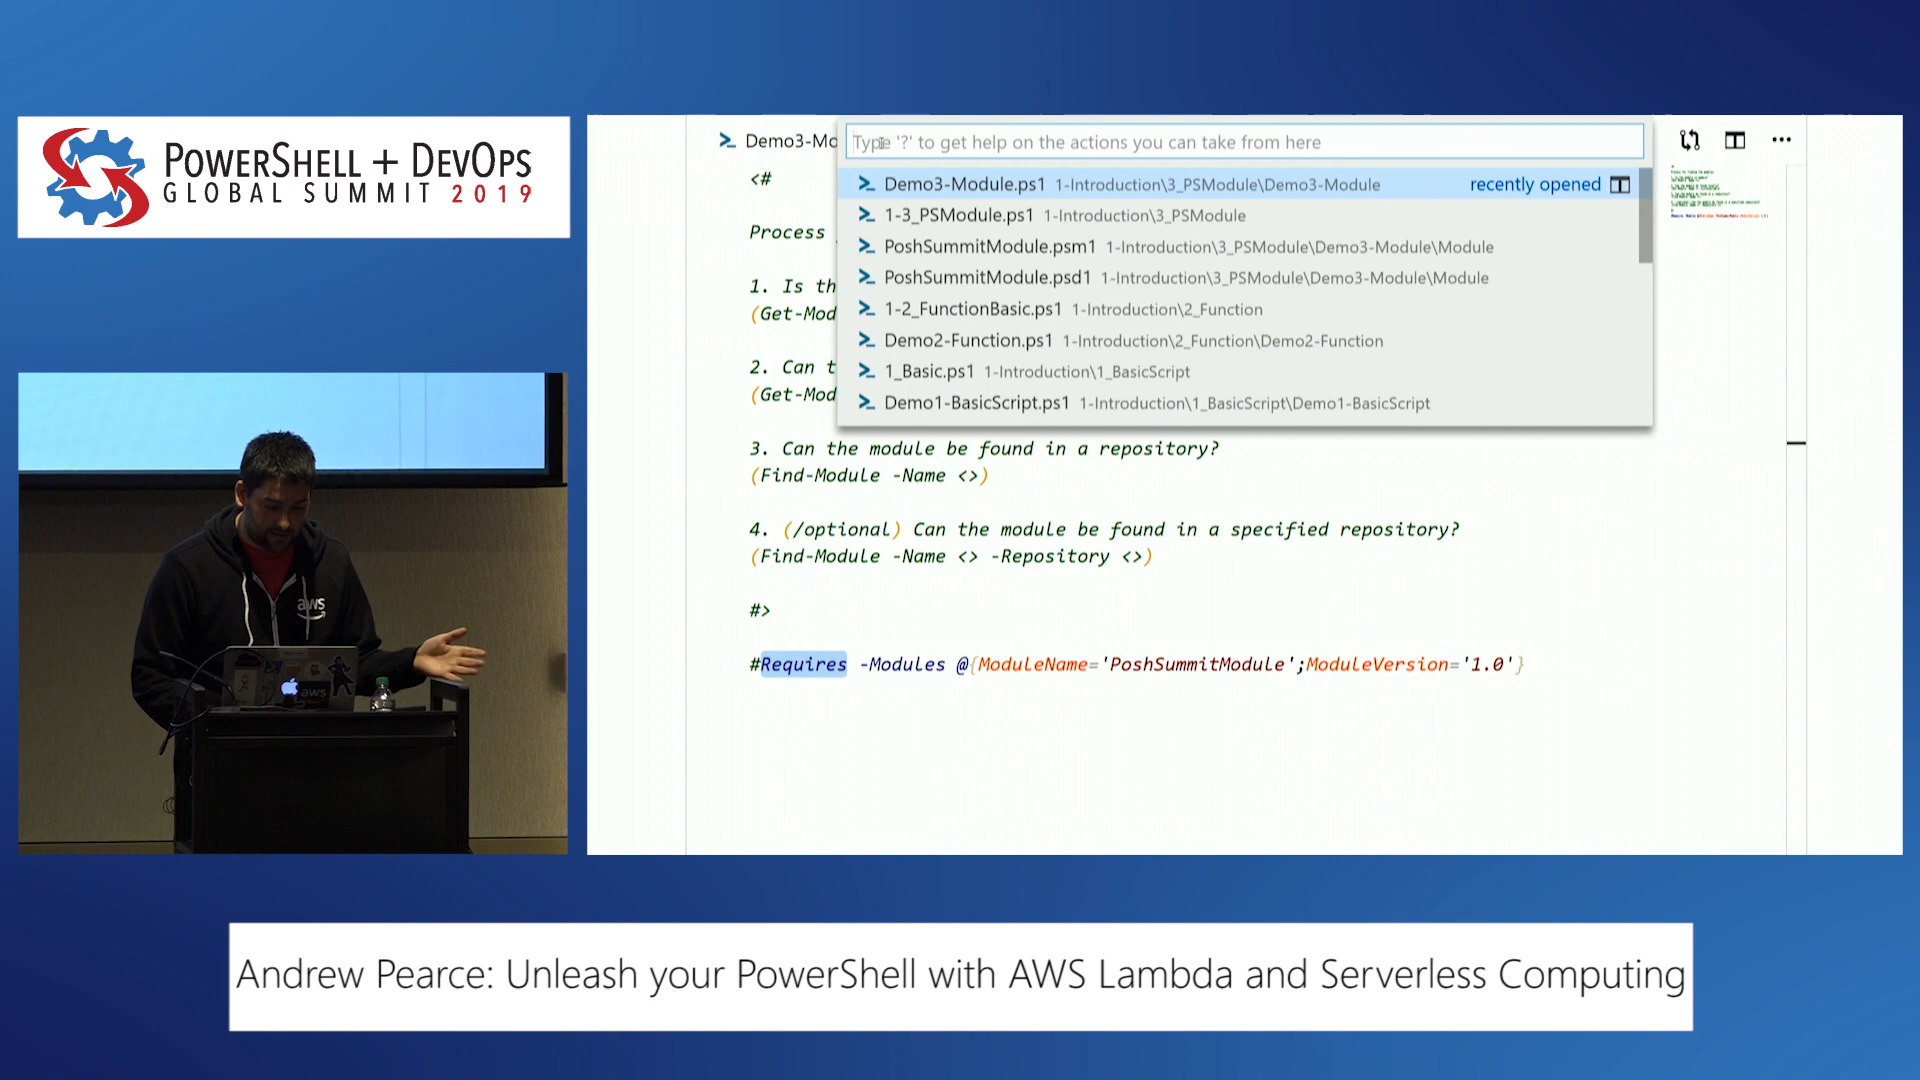 POWERSHELL + DEVOPS
GLOBAL SUMMIT 2019
Demo3-Mo
Type '?' to get help on the actions you can take from here
Demo3-Module.ps1 1-Introduction\3_PSModule\Demo3-Module recently opened
1-3_PSModule.ps1 1-Introduction\3_PSModule
PoshSummitModule.psm1 1-Introduction\3_PSModule\Demo3-Module\Module
PoshSummitModule.psd1 1-Introduction\3_PSModule\Demo3-Module\Module
1-2_FunctionBasic.ps1 1-Introduction\2_Function
Demo2-Function.ps1 1-Introduction\2_Function\Demo2-Function
1_Basic.ps1 1-Introduction\1_BasicScript
Demo1-BasicScript.ps1 1-Introduction\1_BasicScript\Demo1-BasicScript
<#
Process
1. Is th
(Get-Mod
2. Can t
(Get-Mod
3. Can the module be found in a repository?
(Find-Module -Name <>)
4. (/optional) Can the module be found in a specified repository?
(Find-Module -Name <> -Repository <>)
#>
#Requires -Modules @{ModuleName='PoshSummitModule';ModuleVersion='1.0'}
aws
aws
Andrew Pearce: Unleash your PowerShell with AWS Lambda and Serverless Computing